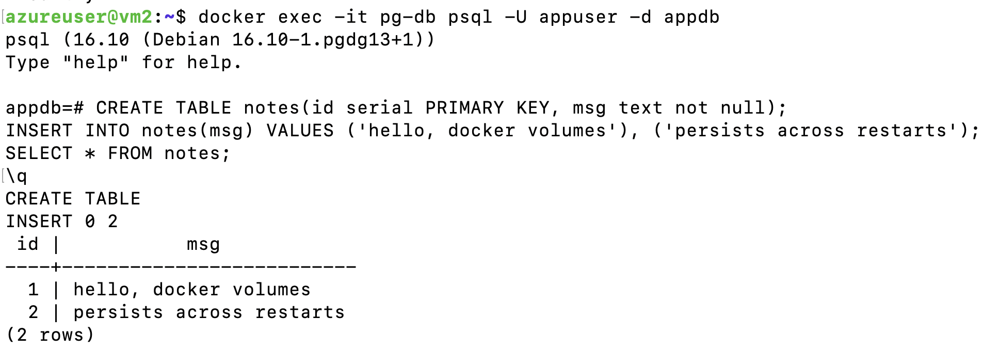 azureuser@vm2:~$ docker exec -it pg-db psql -U appuser -d appdb
psql (16.10 (Debian 16.10-1.pgdg13+1))
Type "help" for help.

appdb=# CREATE TABLE notes(id serial PRIMARY KEY, msg text not null);
INSERT INTO notes(msg) VALUES ('hello, docker volumes'), ('persists across restarts');
SELECT * FROM notes;
\q
CREATE TABLE
INSERT 0 2
 id |           msg
----+--------------------------
  1 | hello, docker volumes
  2 | persists across restarts
(2 rows)